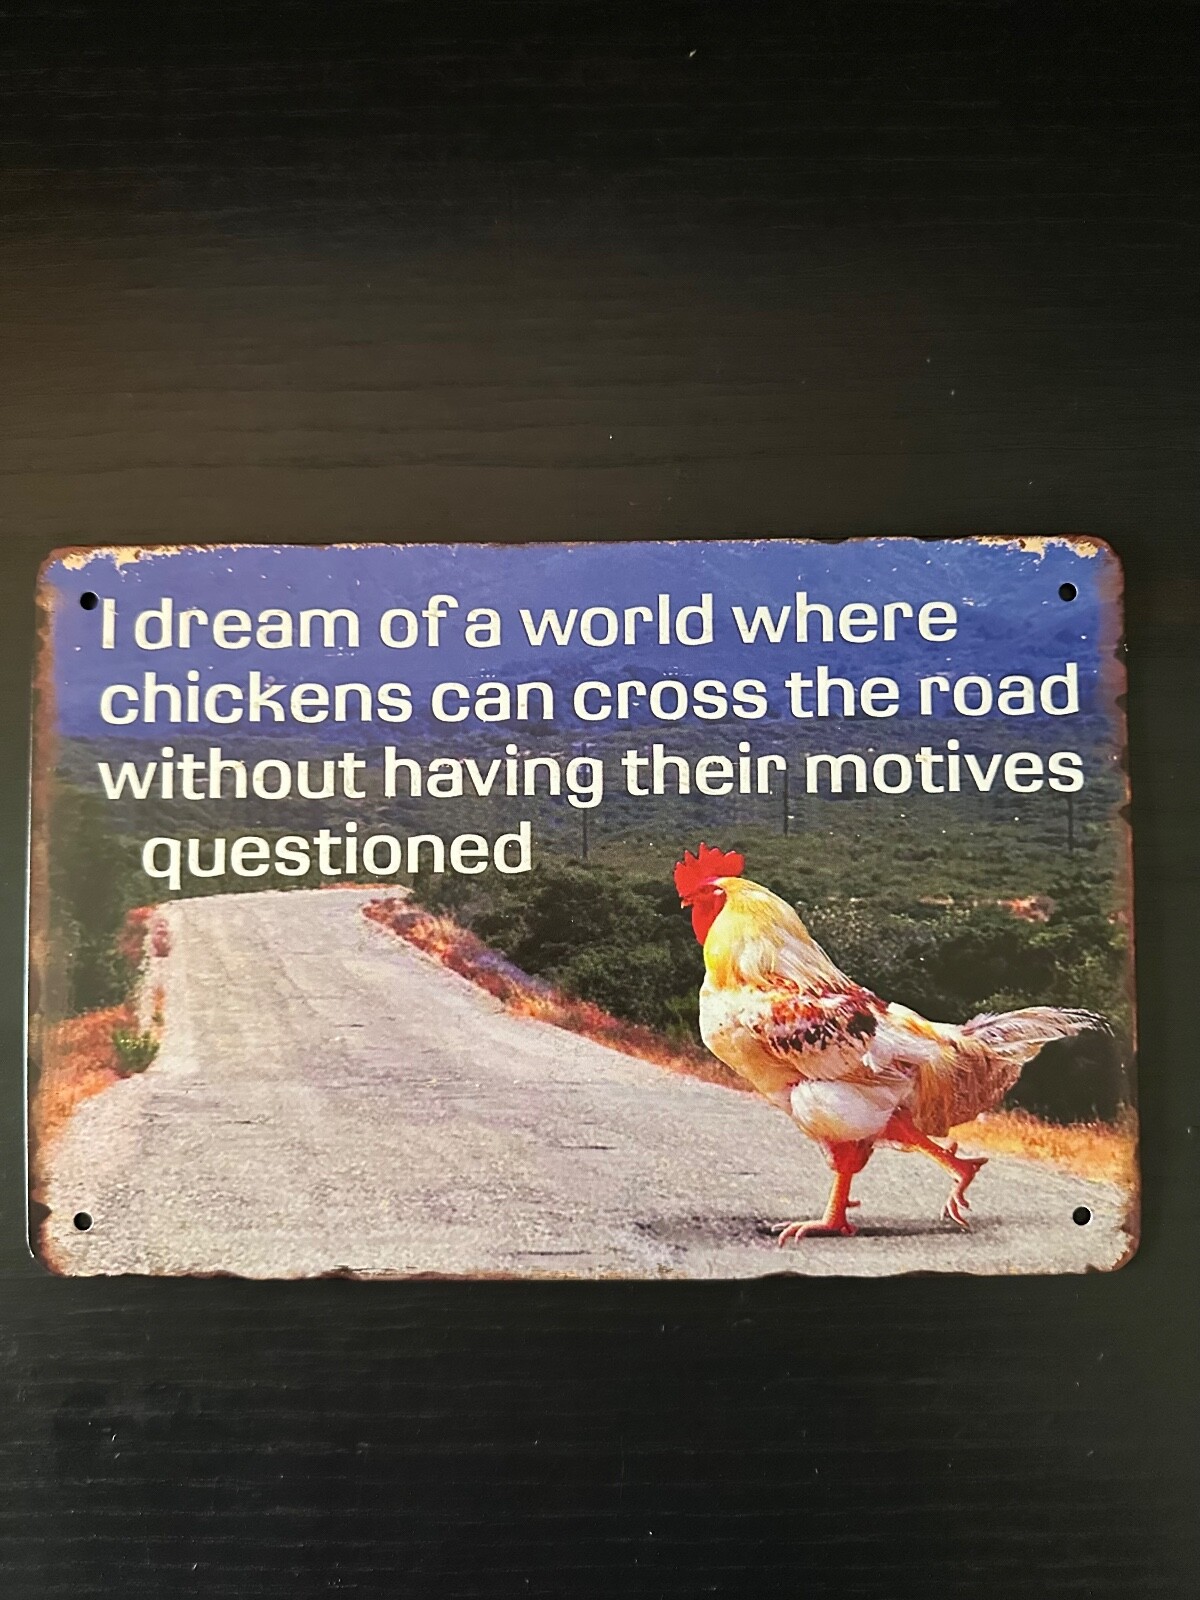 I dream of a world where
chickens can cross the road
without having their motives
questioned